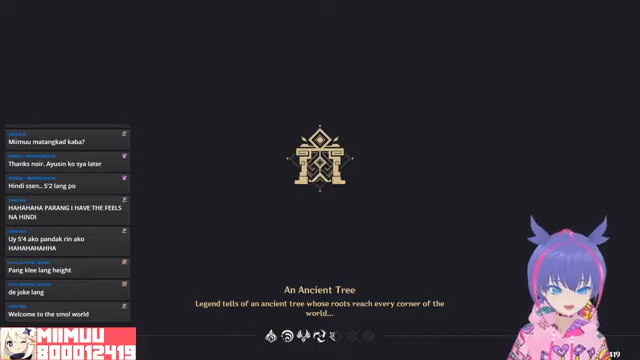 Miimuu matangkad kaba?
Thanks noir. Ayusin ko sya later
Hindi ssen.. 5'2 lang po
HAHAHAHA PARANG I HAVE THE FEELS
NA HINDI
Uy 5'4 ako pandak rin ako
HAHAHAHAHHA
Pang klee lang height
de joke lang
Welcome to the smol world
An Ancient Tree
Legend tells of an ancient tree whose roots reach every corner of the
world...
MIIMUU
800012419
419